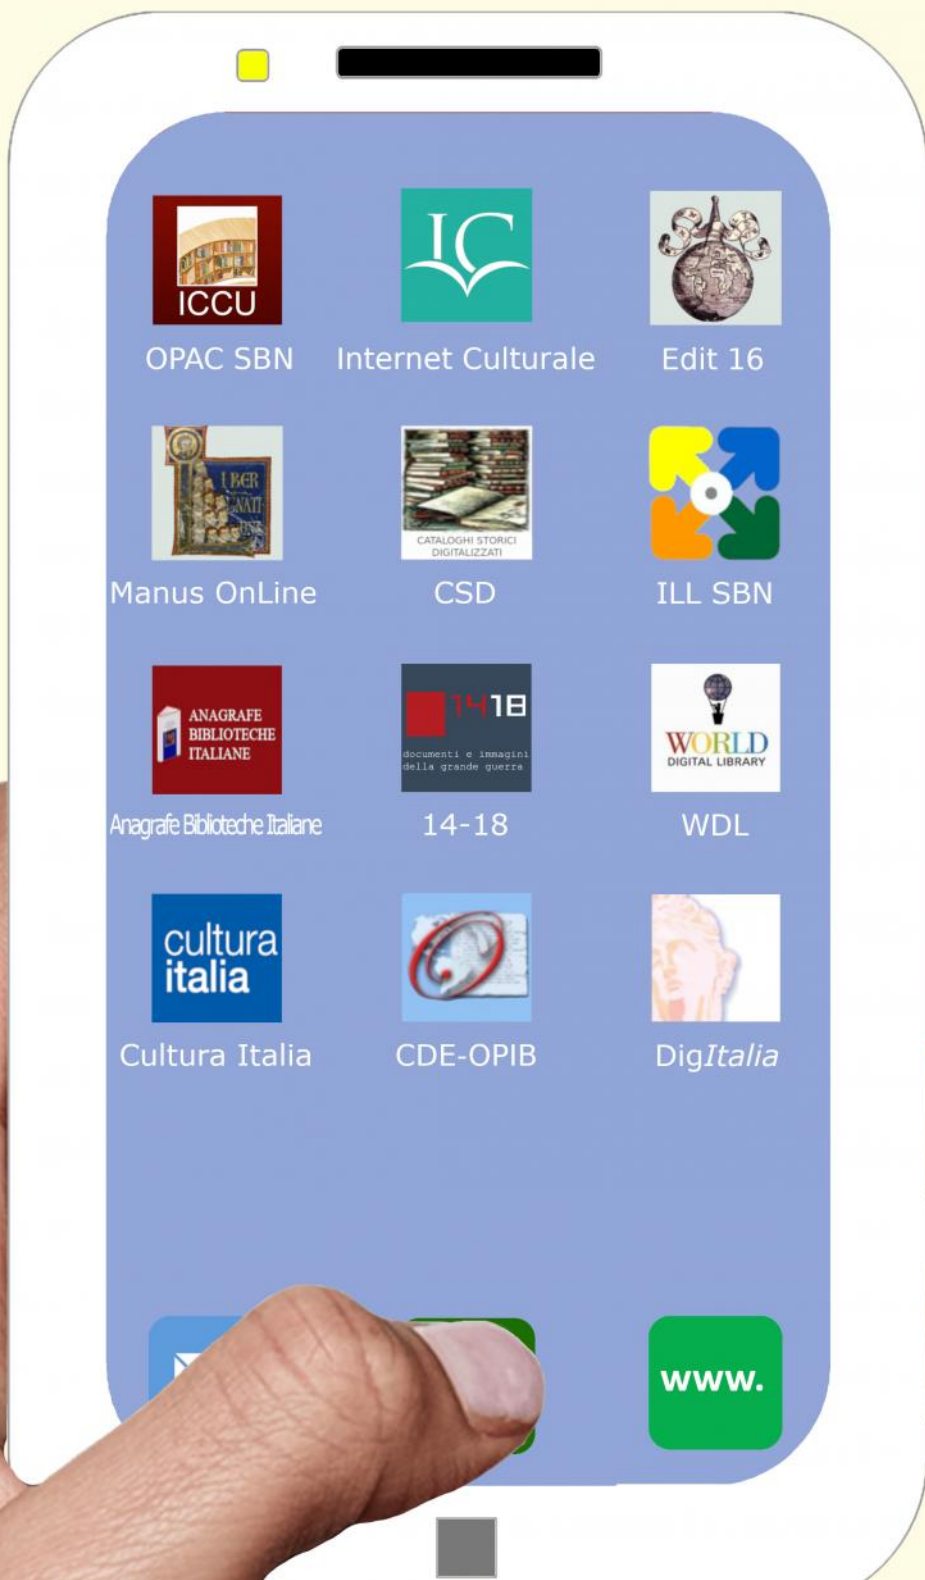 ICCU
OPAC SBN
Internet Culturale
Edit 16
Manus OnLine
CATALOGHI STORICI
DIGITALIZZATI
CSD
ILL SBN
ANAGRAFE
BIBLIOTECHE
ITALIANE
Anagrafe Biblioteche Italiane
1418
documenti e immagini
della grande guerra
14-18
WORLD
DIGITAL LIBRARY
WDL
cultura
italia
Cultura Italia
CDE-OPIB
DigItalia
www.